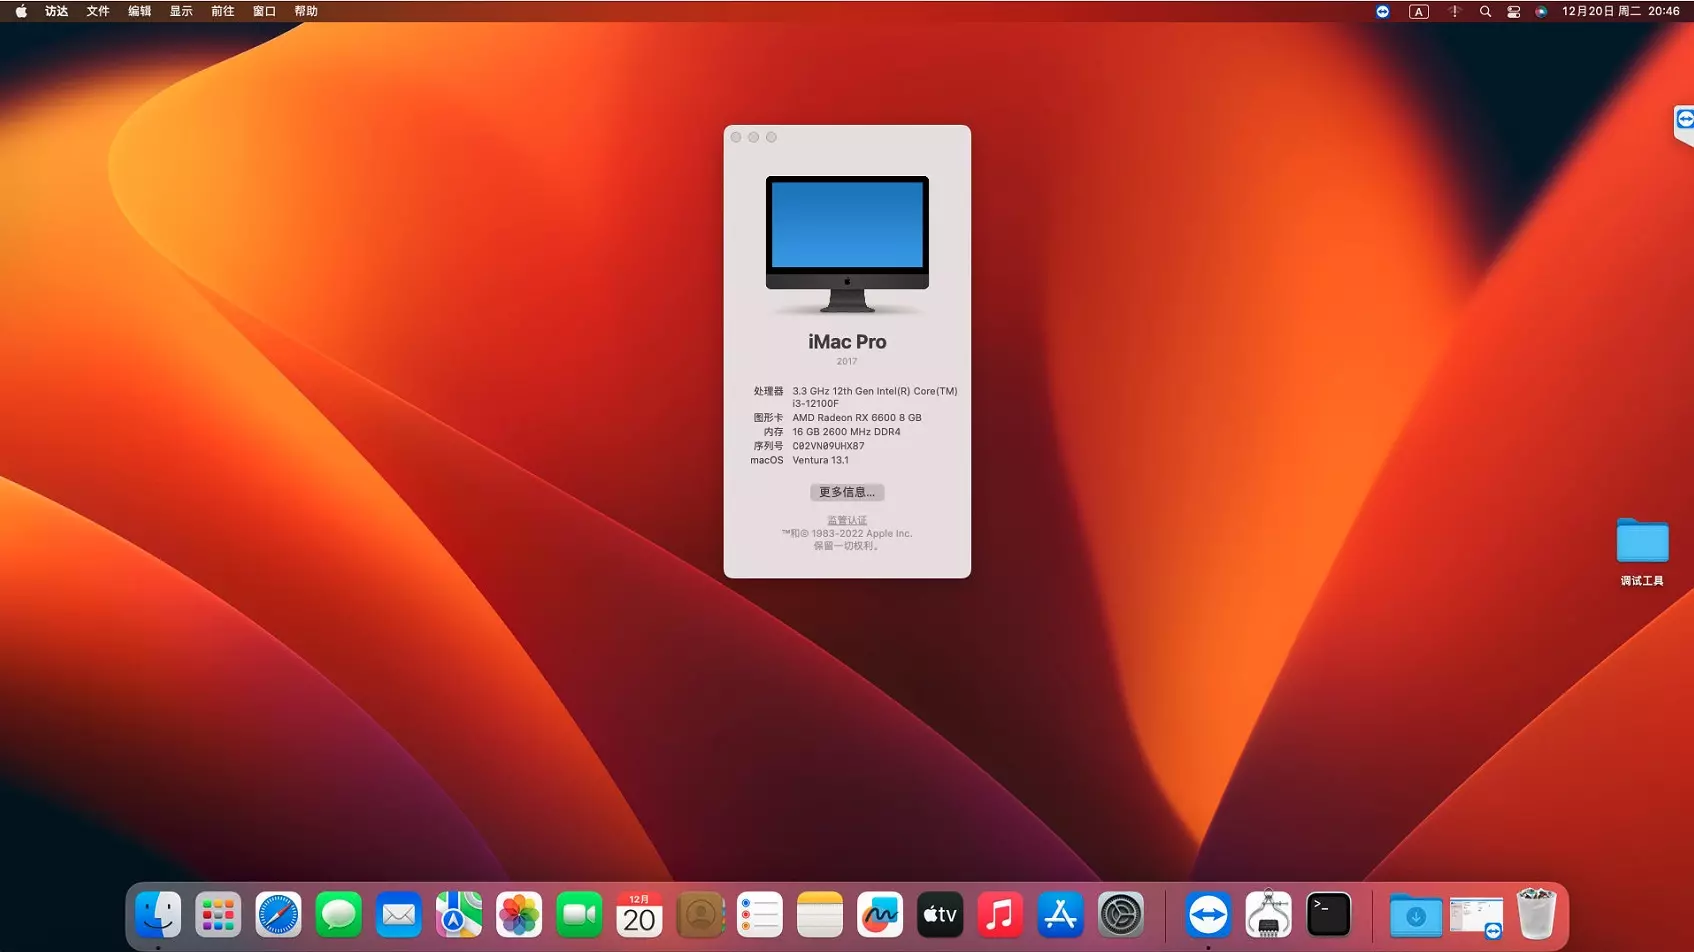 访达 文件 编辑 显示 前往 窗口 帮助
A
12月20日 周二 20:46
iMac Pro
2017
处理器 3.3 GHz 12th Gen Intel(R) Core(TM)
i3-12100F
图形卡 AMD Radeon RX 6600 8 GB
内存 16 GB 2600 MHz DDR4
序列号 C02VN09UHX87
macOS Ventura 13.1
更多信息...
监管认证
™和© 1983-2022 Apple Inc.
保留一切权利。
调试工具
12月
20
tv
>_